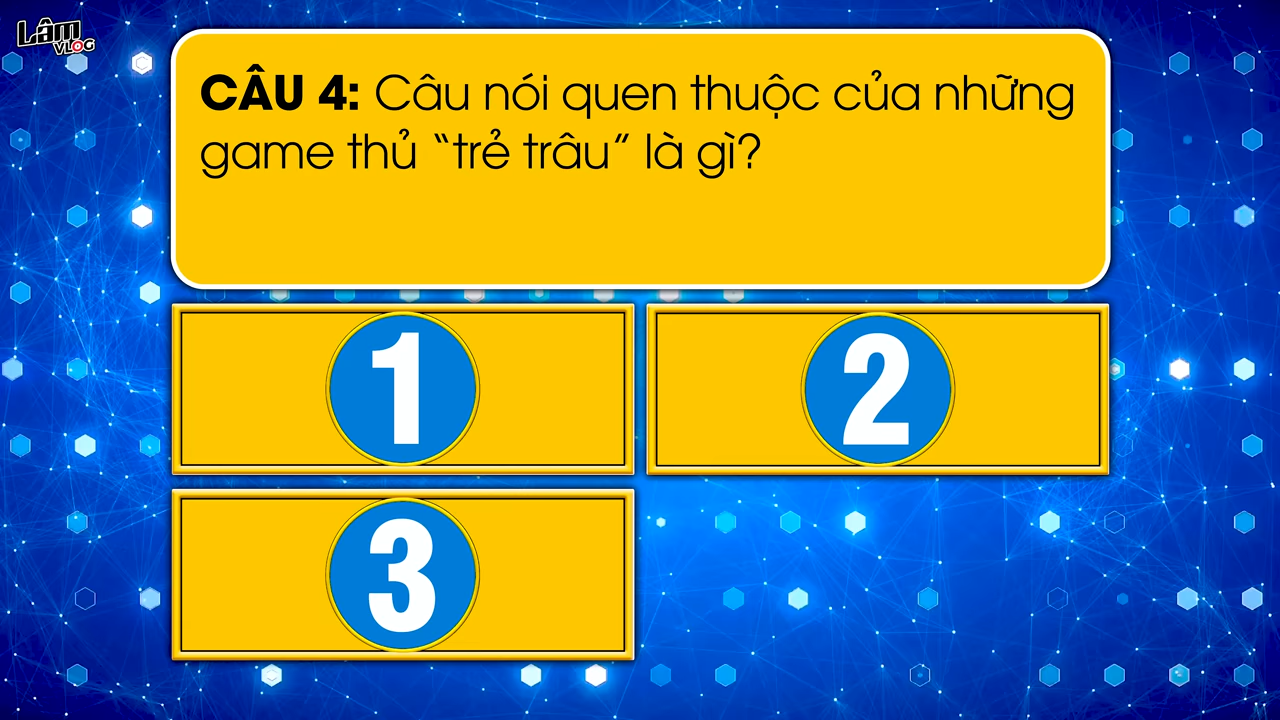 Lâm
VLOG
CÂU 4: Câu nói quen thuộc của những
game thủ “trẻ trâu” là gì?
1
2
3